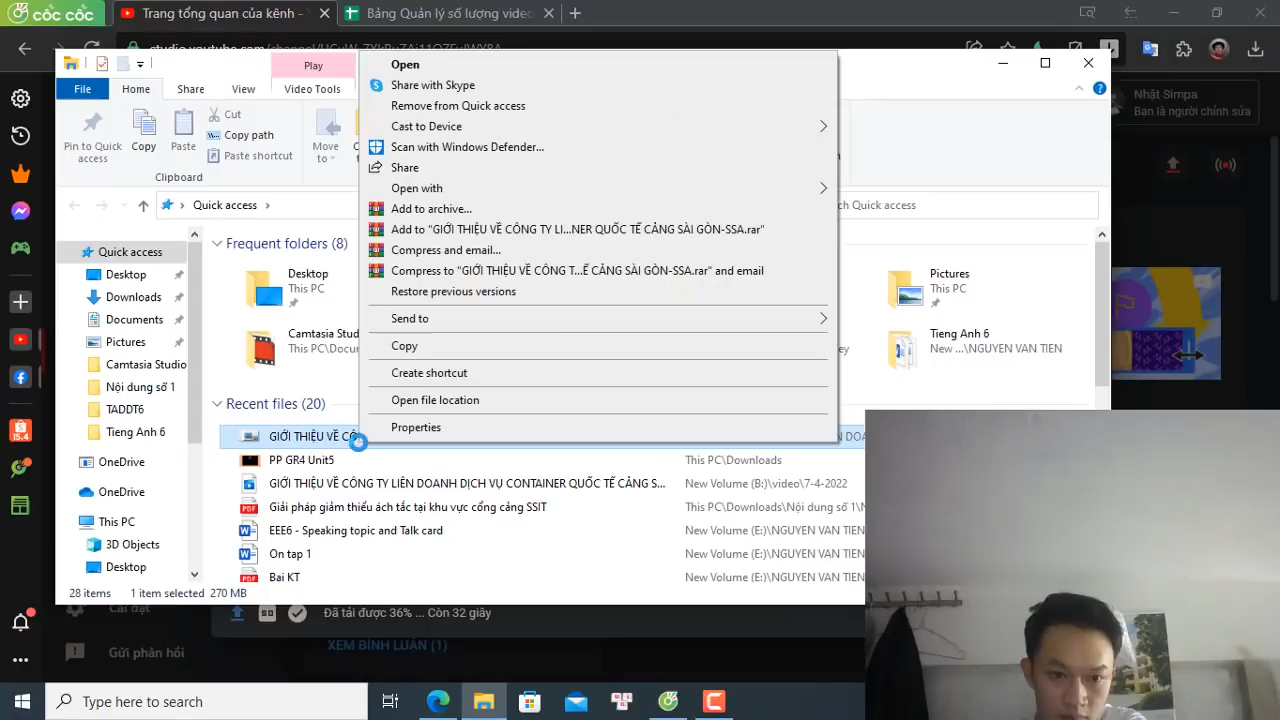 cốc cốc
Trang tổng quan của kênh -
Bảng Quản lý số lượng video
Play
File
Home
Share
View
Video Tools
Pin to Quick
access
Copy
Paste
Cut
Copy path
Paste shortcut
Move
to
Clipboard
Quick access
ch Quick access
Nhật Simpa
Bạn là người chỉnh sửa
Open
Share with Skype
Remove from Quick access
Cast to Device
Scan with Windows Defender...
Share
Open with
Add to archive...
Add to "GIỚI THIỆU VỀ CÔNG TY LI...NER QUỐC TẾ CẢNG SÀI GÒN-SSA.rar"
Compress and email...
Compress to "GIỚI THIỆU VỀ CÔNG T...Ế CẢNG SÀI GÒN-SSA.rar" and email
Restore previous versions
Send to
Copy
Create shortcut
Open file location
Properties
Quick access
Desktop
Downloads
Documents
Pictures
Camtasia Studio
Nội dung số 1
TADDT6
Tieng Anh 6
OneDrive
OneDrive
This PC
3D Objects
Desktop
Frequent folders (8)
Desktop
This PC
Camtasia Stud
This PC\Docu
Pictures
This PC
Tieng Anh 6
New ...\NGUYEN VAN TIEN
Recent files (20)
GIỚI THIỆU VỀ CÔ
PP GR4 Unit5
This PC\Downloads
GIỚI THIỆU VỀ CÔNG TY LIÊN DOANH DỊCH VỤ CONTAINER QUỐC TẾ CẢNG S...
New Volume (B:)\video\7-4-2022
Giải pháp giảm thiểu ách tắc tại khu vực cổng cảng SSIT
This PC\Downloads\Nội dung số 1\N
EEE6 - Speaking topic and Talk card
New Volume (E:)\NGUYEN VAN TIEN
On tap 1
New Volume (E:)\NGUYEN VAN TIEN
Bai KT
New Volume (E:)\NGUYEN VAN TIEN
28 items
1 item selected
270 MB
15.4
Cài đặt
Đã tải được 36% ... Còn 32 giây
XEM BÌNH LUẬN (1)
Gửi phản hồi
Type here to search